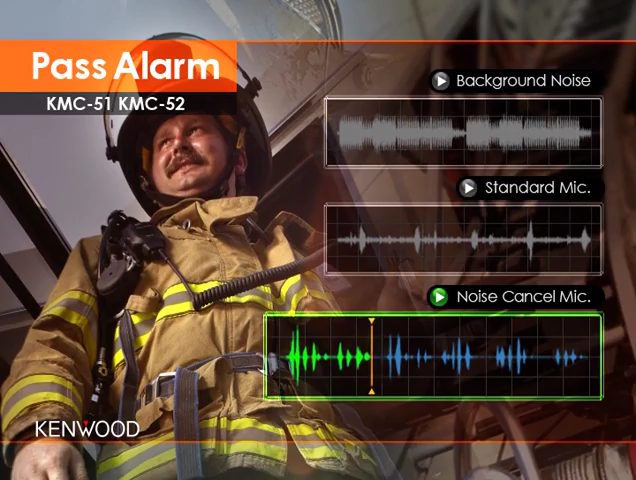 Pass Alarm
KMC-51 KMC-52
Background Noise
Standard Mic.
Noise Cancel Mic.
KENWOOD